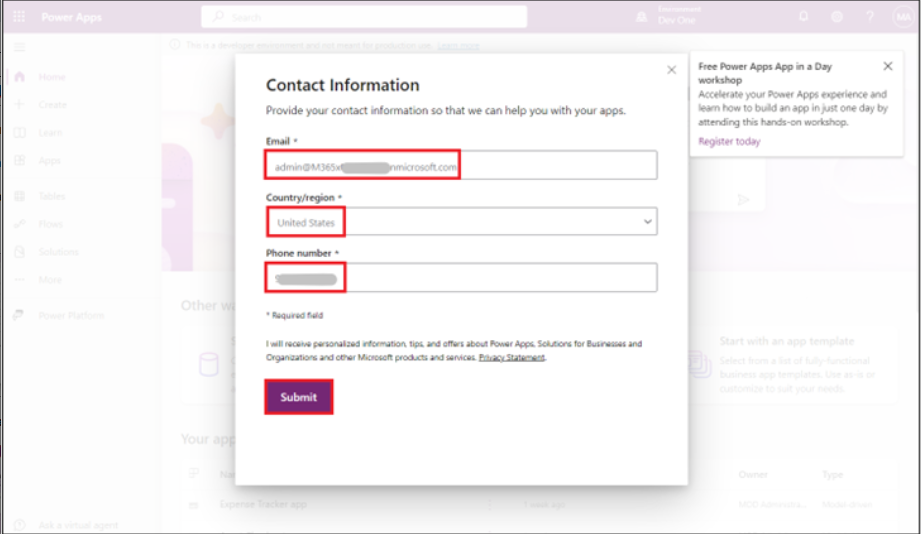 Power Apps
Search
Environment
Dev One
MA
This is a developer environment and not meant for production use. Learn more
Home
Create
Learn
Apps
Tables
Flows
Solutions
More
Power Platform
Ask a virtual agent
Contact Information
Provide your contact information so that we can help you with your apps.
Email *
admin@M365x
nmicrosoft.com
Country/region *
United States
Phone number *
* Required field
I will receive personalized information, tips, and offers about Power Apps, Solutions for Businesses and
Organizations and other Microsoft products and services. Privacy Statement.
Submit
Free Power Apps App in a Day
workshop
Accelerate your Power Apps experience and
learn how to build an app in just one day by
attending this hands-on workshop.
Register today
Other wa
Start with an app template
Select from a list of fully-functional
business app templates. Use as-is or
customize to suit your needs.
Your app
Na
Owner
Type
Expense Tracker app
1 week ago
MOD Administra...
Model-driven